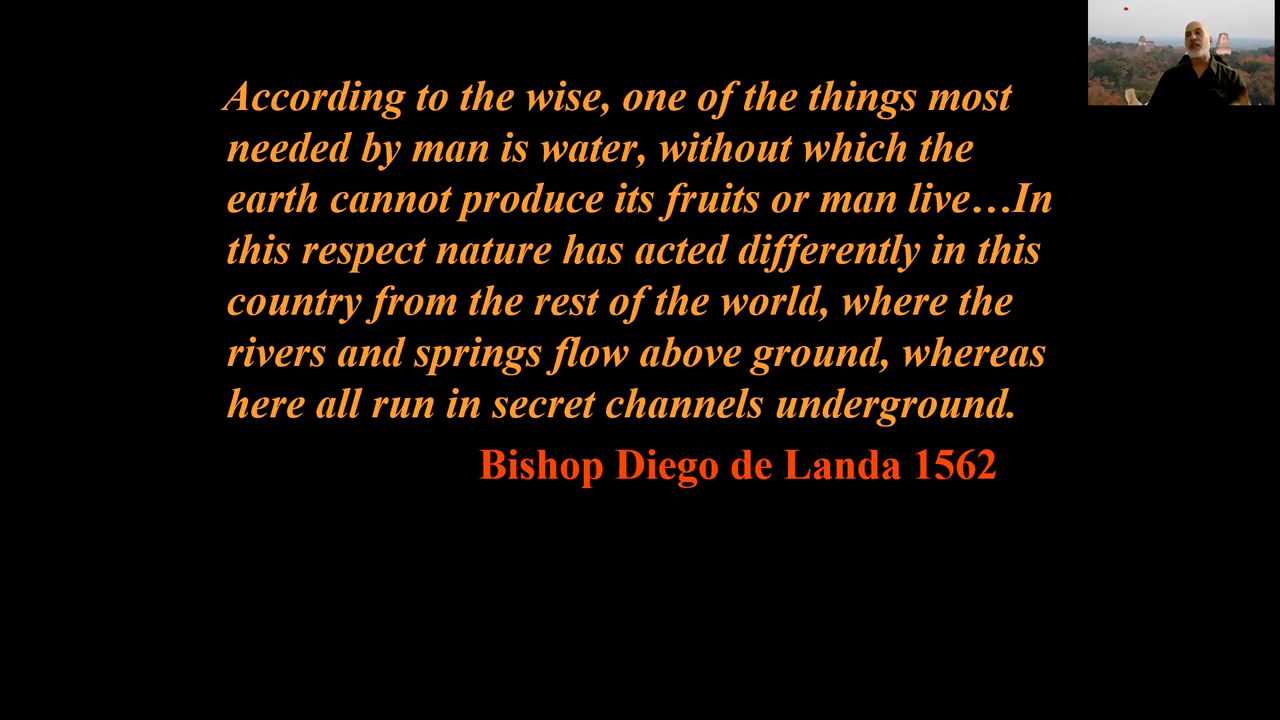 According to the wise, one of the things most
needed by man is water, without which the
earth cannot produce its fruits or man live…In
this respect nature has acted differently in this
country from the rest of the world, where the
rivers and springs flow above ground, whereas
here all run in secret channels underground.
Bishop Diego de Landa 1562